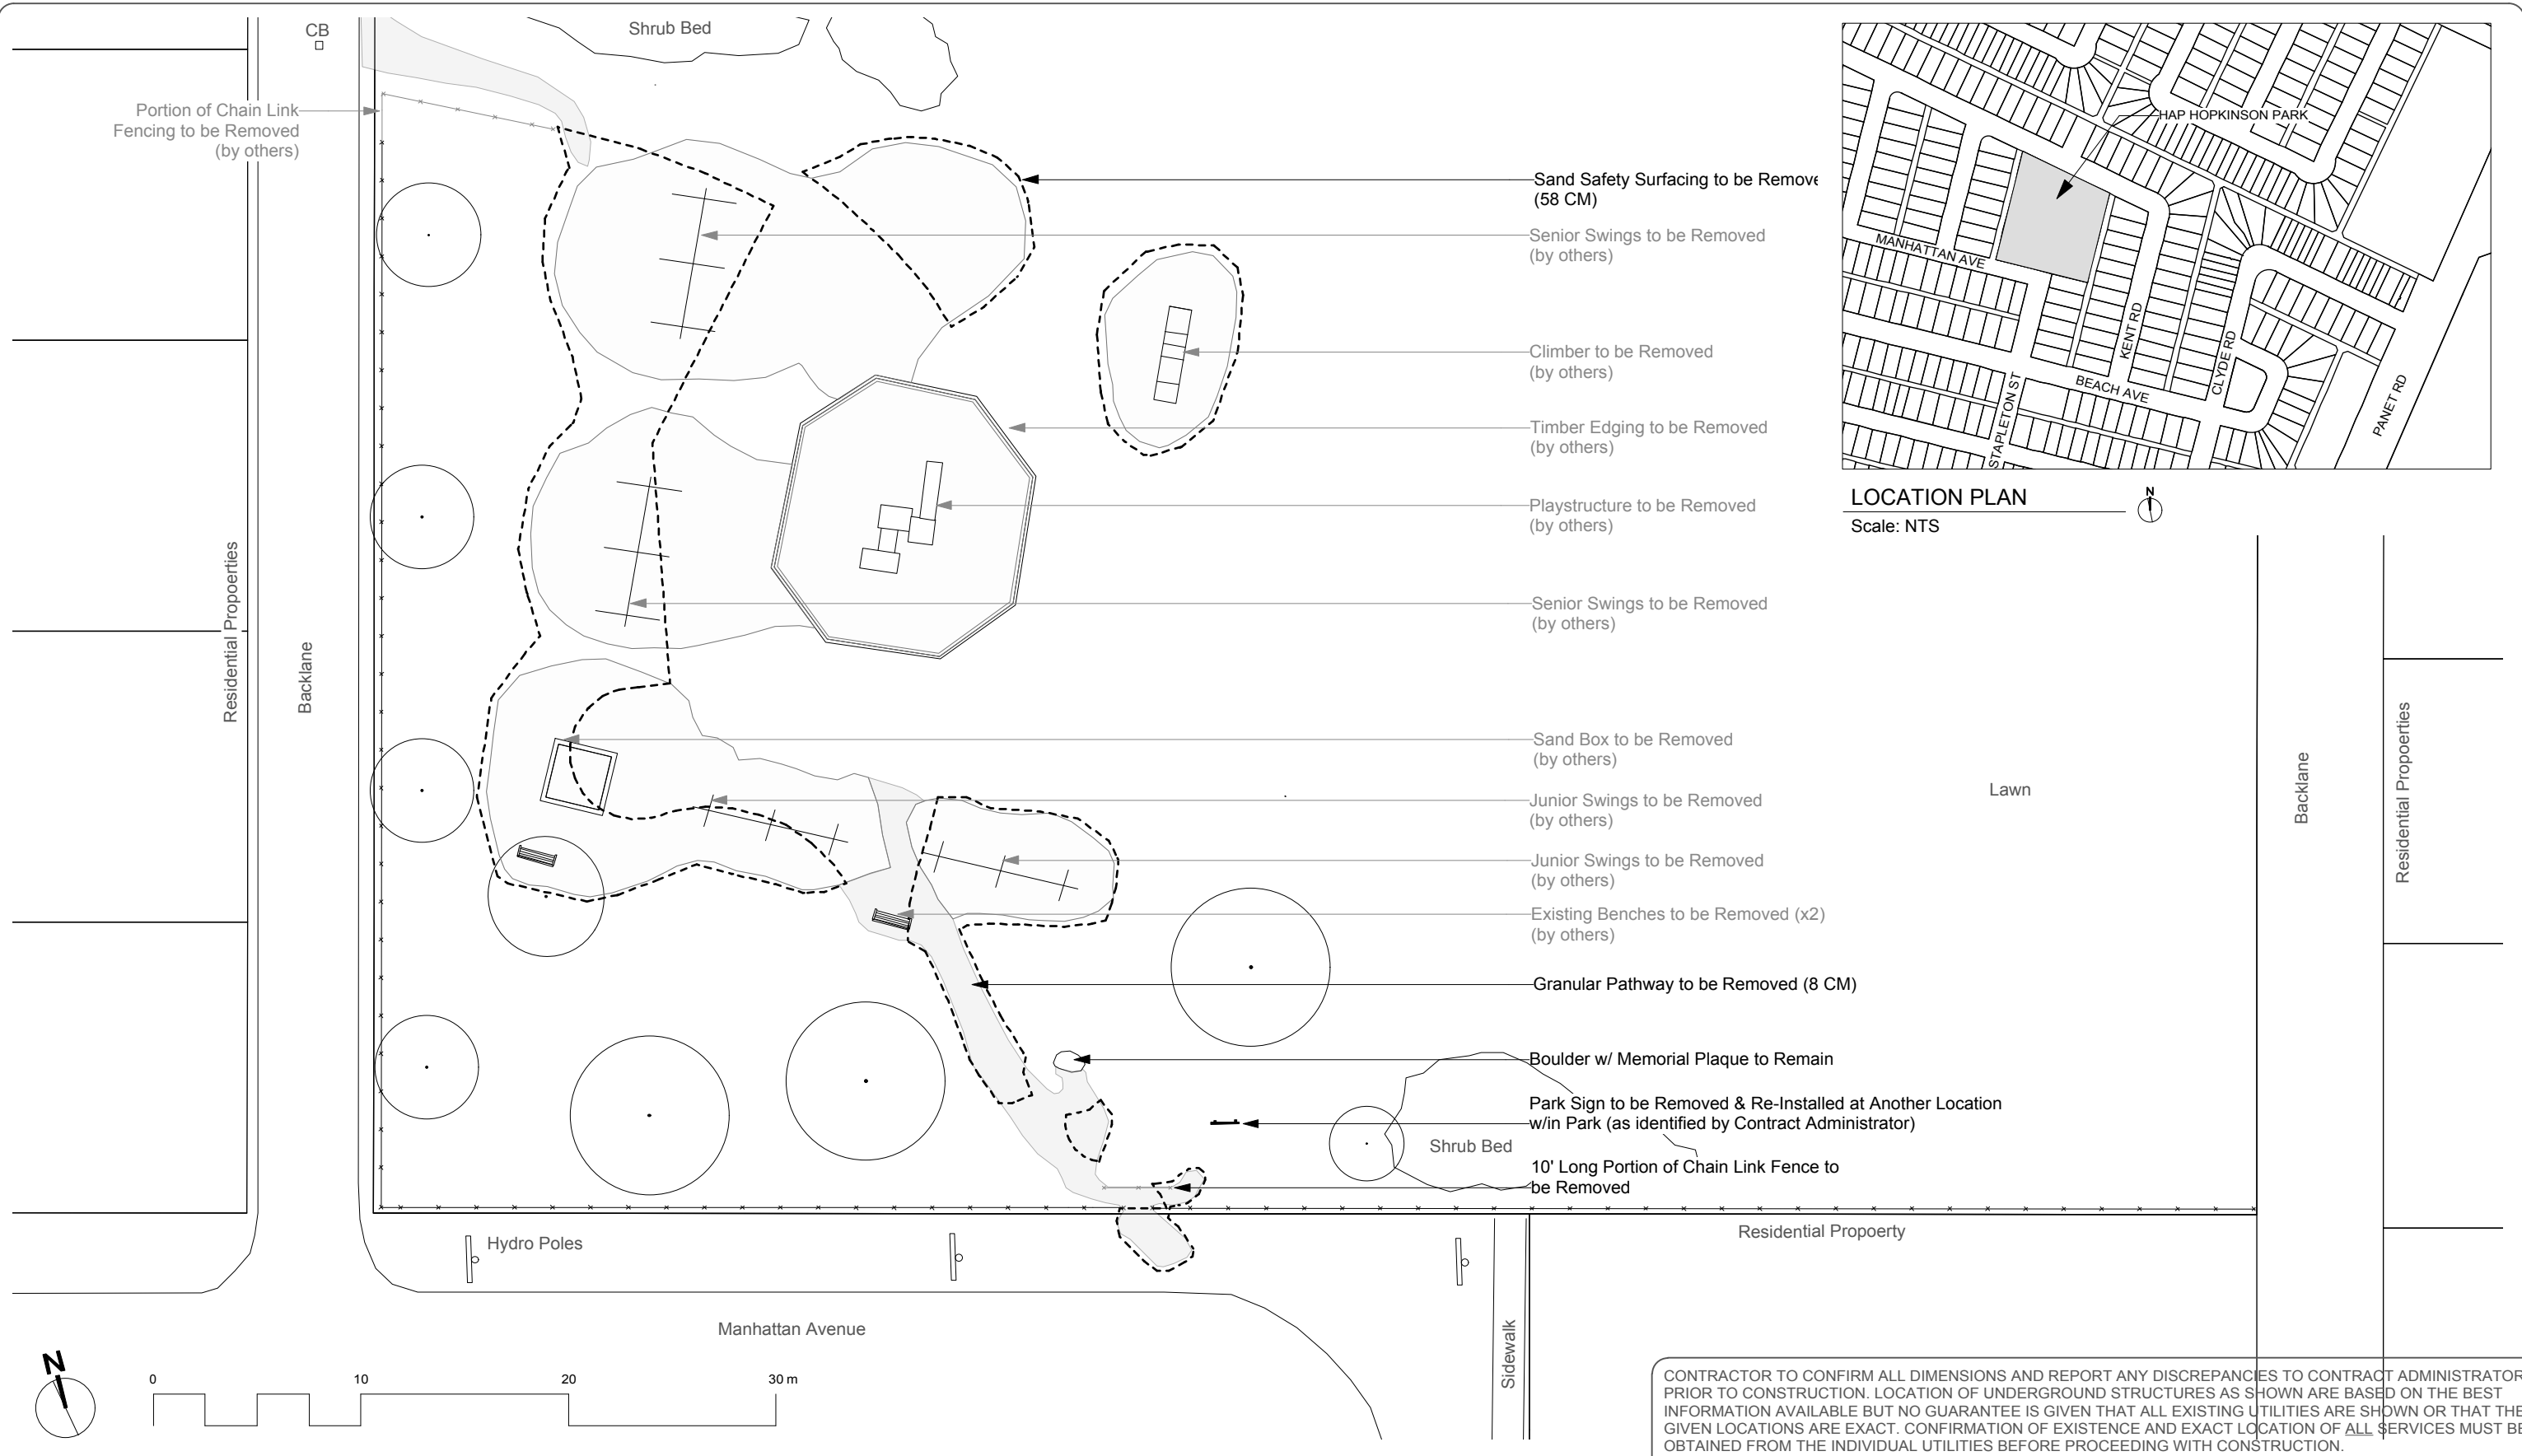 CB
Shrub Bed
Portion of Chain Link
Fencing to be Removed
(by others)
Sand Safety Surfacing to be Remove
(58 CM)
Senior Swings to be Removed
(by others)
Climber to be Removed
(by others)
Timber Edging to be Removed
(by others)
Playstructure to be Removed
(by others)
Senior Swings to be Removed
(by others)
Sand Box to be Removed
(by others)
Junior Swings to be Removed
(by others)
Junior Swings to be Removed
(by others)
Existing Benches to be Removed (x2)
(by others)
Granular Pathway to be Removed (8 CM)
Boulder w/ Memorial Plaque to Remain
Park Sign to be Removed & Re-Installed at Another Location
w/in Park (as identified by Contract Administrator)
Shrub Bed
10' Long Portion of Chain Link Fence to
be Removed
HAP HOPKINSON PARK
MANHATTAN AVE
KENT RD
CLYDE RD
BEACH AVE
STAPLETON ST
PANET RD
LOCATION PLAN
N
Scale: NTS
Residential Properties
Backlane
Lawn
Backlane
Residential Propoerties
Residential Propoerty
Hydro Poles
Manhattan Avenue
Sidewalk
N
0 10 20 30 m
CONTRACTOR TO CONFIRM ALL DIMENSIONS AND REPORT ANY DISCREPANCIES TO CONTRACT ADMINISTRATOR
PRIOR TO CONSTRUCTION. LOCATION OF UNDERGROUND STRUCTURES AS SHOWN ARE BASED ON THE BEST
INFORMATION AVAILABLE BUT NO GUARANTEE IS GIVEN THAT ALL EXISTING UTILITIES ARE SHOWN OR THAT THE
GIVEN LOCATIONS ARE EXACT. CONFIRMATION OF EXISTENCE AND EXACT LOCATION OF ALL SERVICES MUST BE
OBTAINED FROM THE INDIVIDUAL UTILITIES BEFORE PROCEEDING WITH CONSTRUCTION.